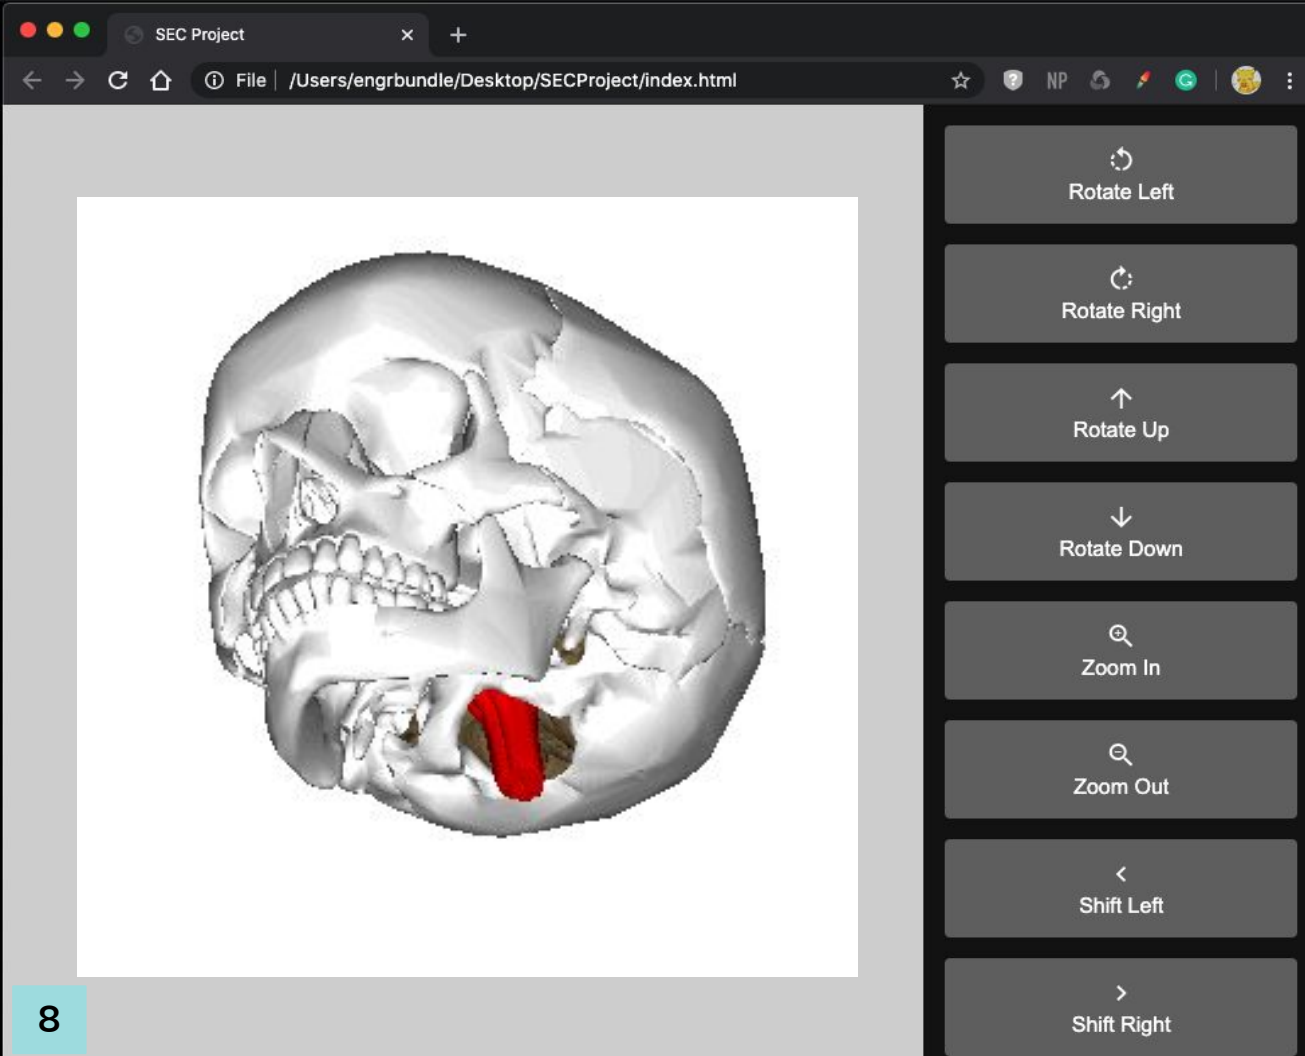 SEC Project
File
/Users/engrbundle/Desktop/SECProject/index.html
NP
G
Rotate Left
Rotate Right
Rotate Up
Rotate Down
Zoom In
Zoom Out
Shift Left
Shift Right
8